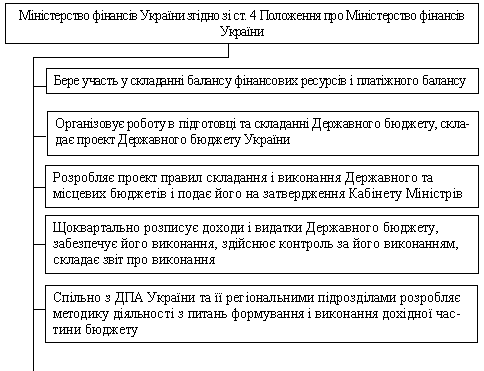 Міністерство фінансів України згідно зі ст. 4 Положення про Міністерство фінансів
України
Бере участь у складанні балансу фінансових ресурсів і платіжного балансу
Організовує роботу в підготовці та складанні Державного бюджету, скла-
дає проект Державного бюджету України
Розробляє проект правил складання і виконання Державного та
місцевих бюджетів і подає його на затвердження Кабінету Міністрів
Щоквартально розписує доходи і видатки Державного бюджету,
забезпечує його виконання, здійснює контроль за його виконанням,
складає звіт про виконання
Спільно з ДПА України та її регіональними підрозділами розробляє
методику діяльності з питань формування і виконання дохідної час-
тини бюджету